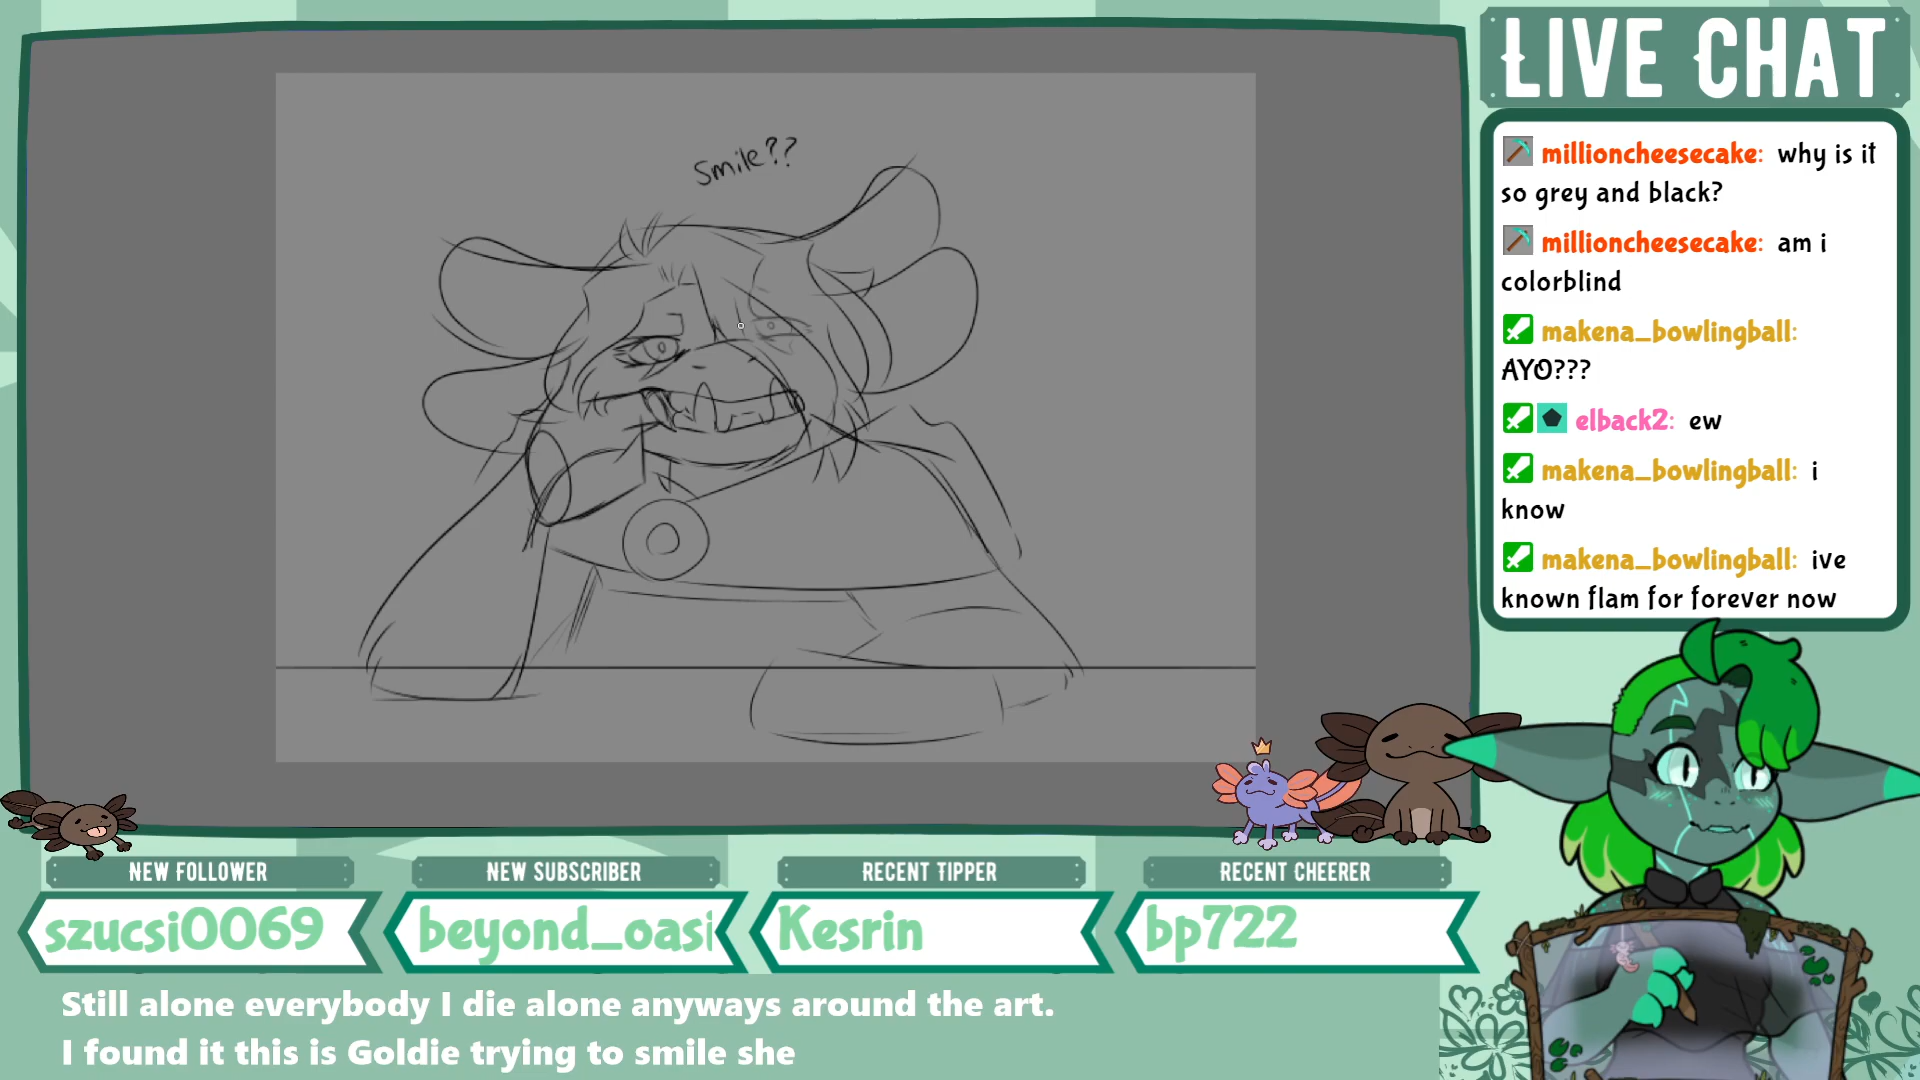 LIVE CHAT
Smile??
millioncheesecake: why is it
so grey and black?
millioncheesecake: am i
colorblind
makena_bowlingball:
AYO???
elback2: ew
makena_bowlingball: i
know
makena_bowlingball: ive
known flam for forever now
NEW FOLLOWER
szucsi0069
NEW SUBSCRIBER
beyond_oasi
RECENT TIPPER
Kesrin
RECENT CHEERER
bp722
Still alone everybody I die alone anyways around the art.
I found it this is Goldie trying to smile she